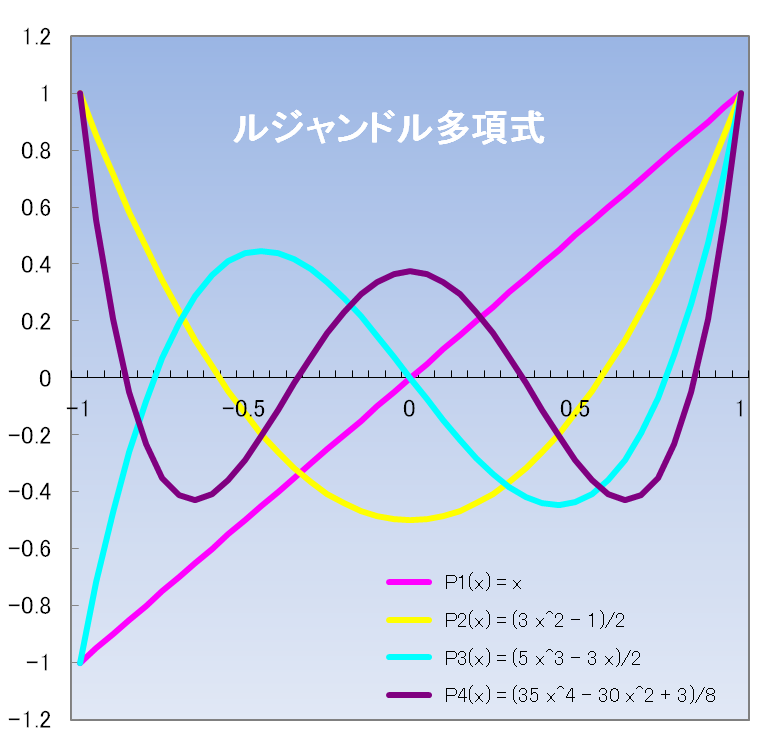 ルジャンドル多項式
1.2
1
0.8
0.6
0.4
0.2
0
-0.2
-0.4
-0.6
-0.8
-1
-1.2
-1 -0.5 0 0.5 1
P1(x) = x
P2(x) = (3 x^2 - 1)/2
P3(x) = (5 x^3 - 3 x)/2
P4(x) = (35 x^4 - 30 x^2 + 3)/8